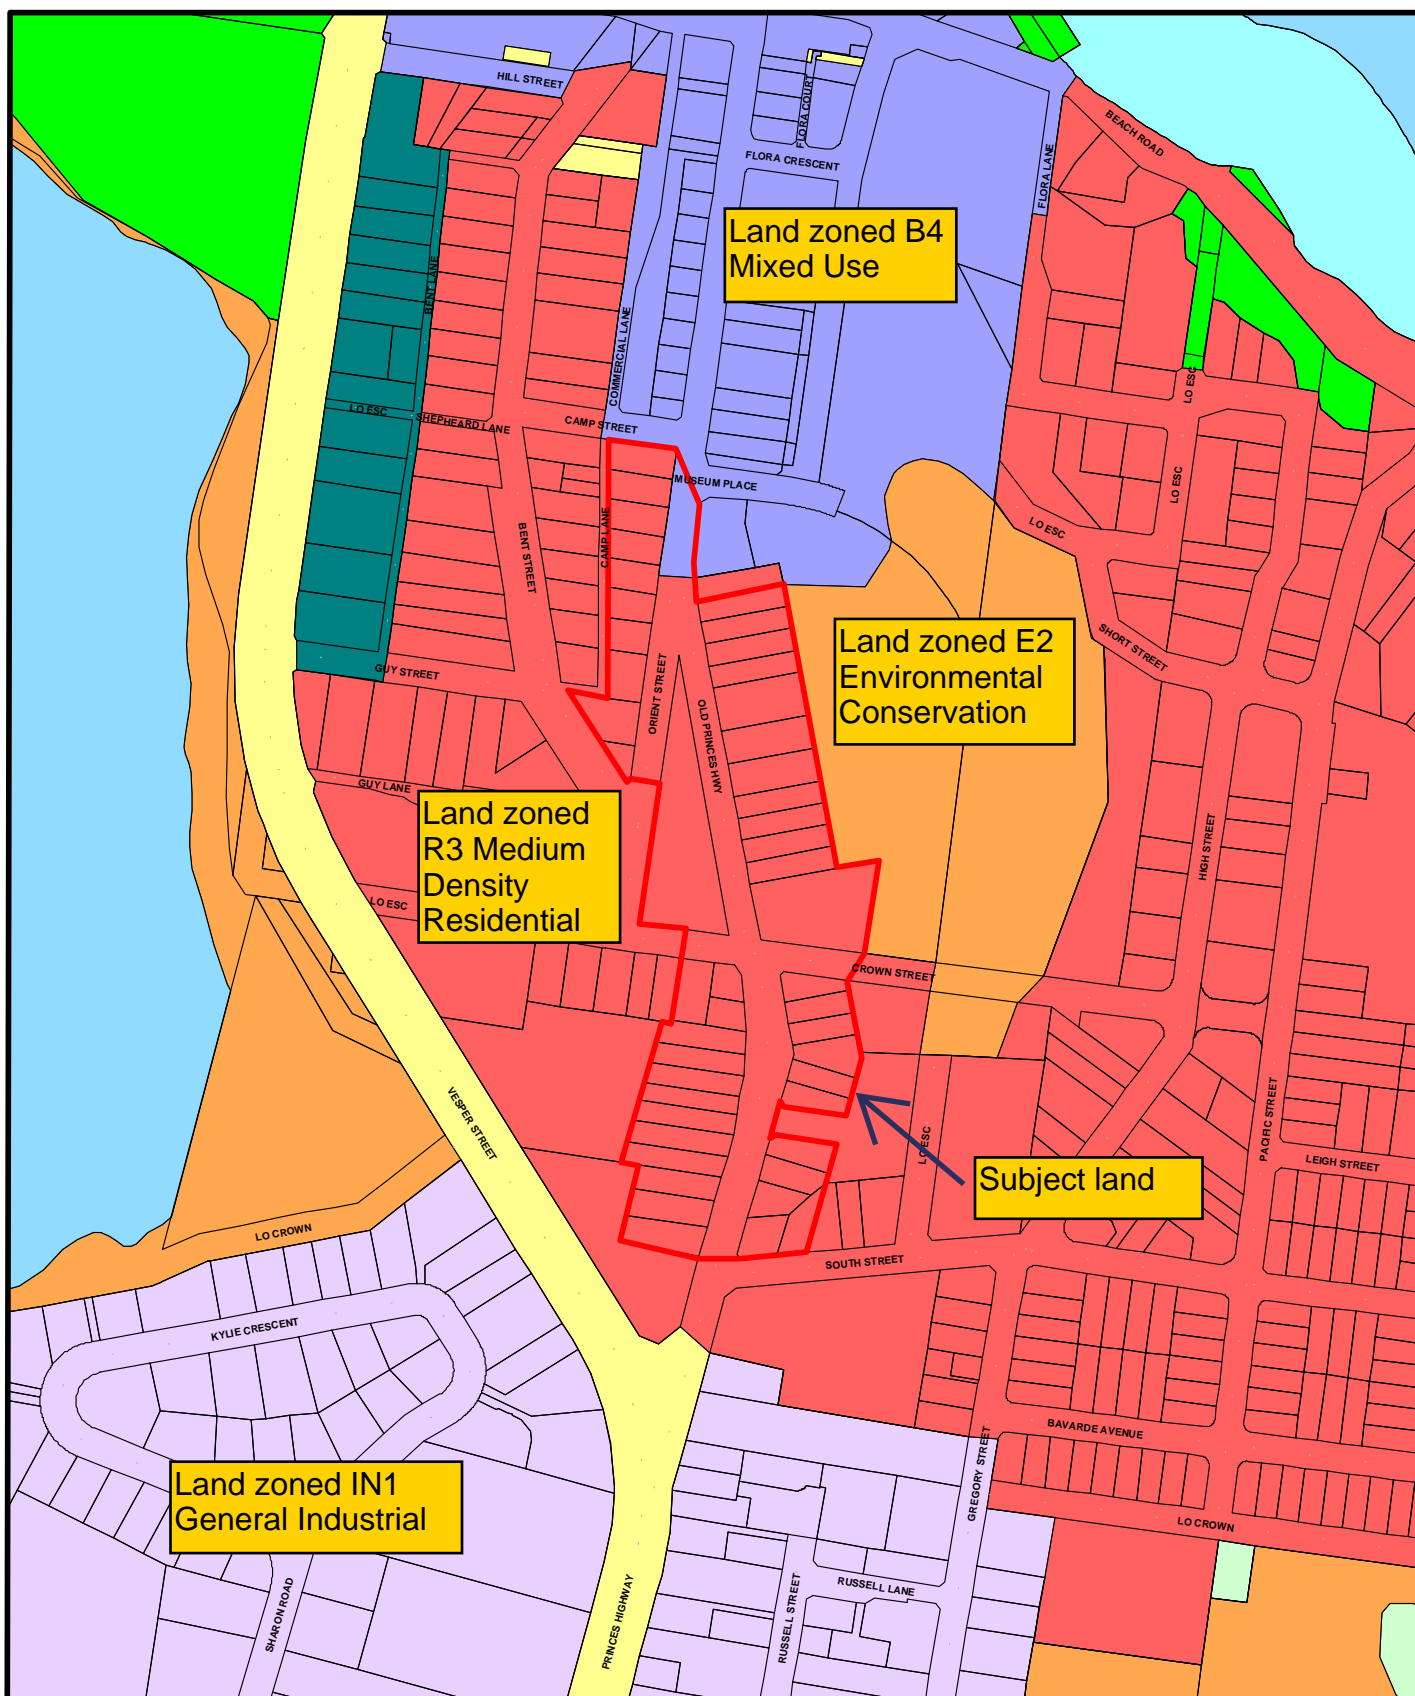 HILL STREET
FLORA COURT
FLORA CRESCENT
FLORA LANE
BEACH ROAD
Land zoned B4
Mixed Use
BENT LANE
COMMERCIAL LANE
LO ESC
LO ESC
SHEPHEARD LANE
CAMP STREET
MUSEUM PLACE
LO ESC
LO ESC
BENT STREET
CAMP LANE
Land zoned E2
Environmental
Conservation
SHORT STREET
GUY STREET
ORIENT STREET
OLD PRINCES HWY
GUY LANE
Land zoned
R3 Medium
Density
Residential
HIGH STREET
LO ESC
CROWN STREET
VESPER STREET
LO ESC
PACIFIC STREET
LEIGH STREET
Subject land
LO CROWN
SOUTH STREET
KYLIE CRESCENT
BAVARDE AVENUE
GREGORY STREET
Land zoned IN1
General Industrial
LO CROWN
RUSSELL LANE
SHARON ROAD
PRINCES HIGHWAY
RUSSELL STREET